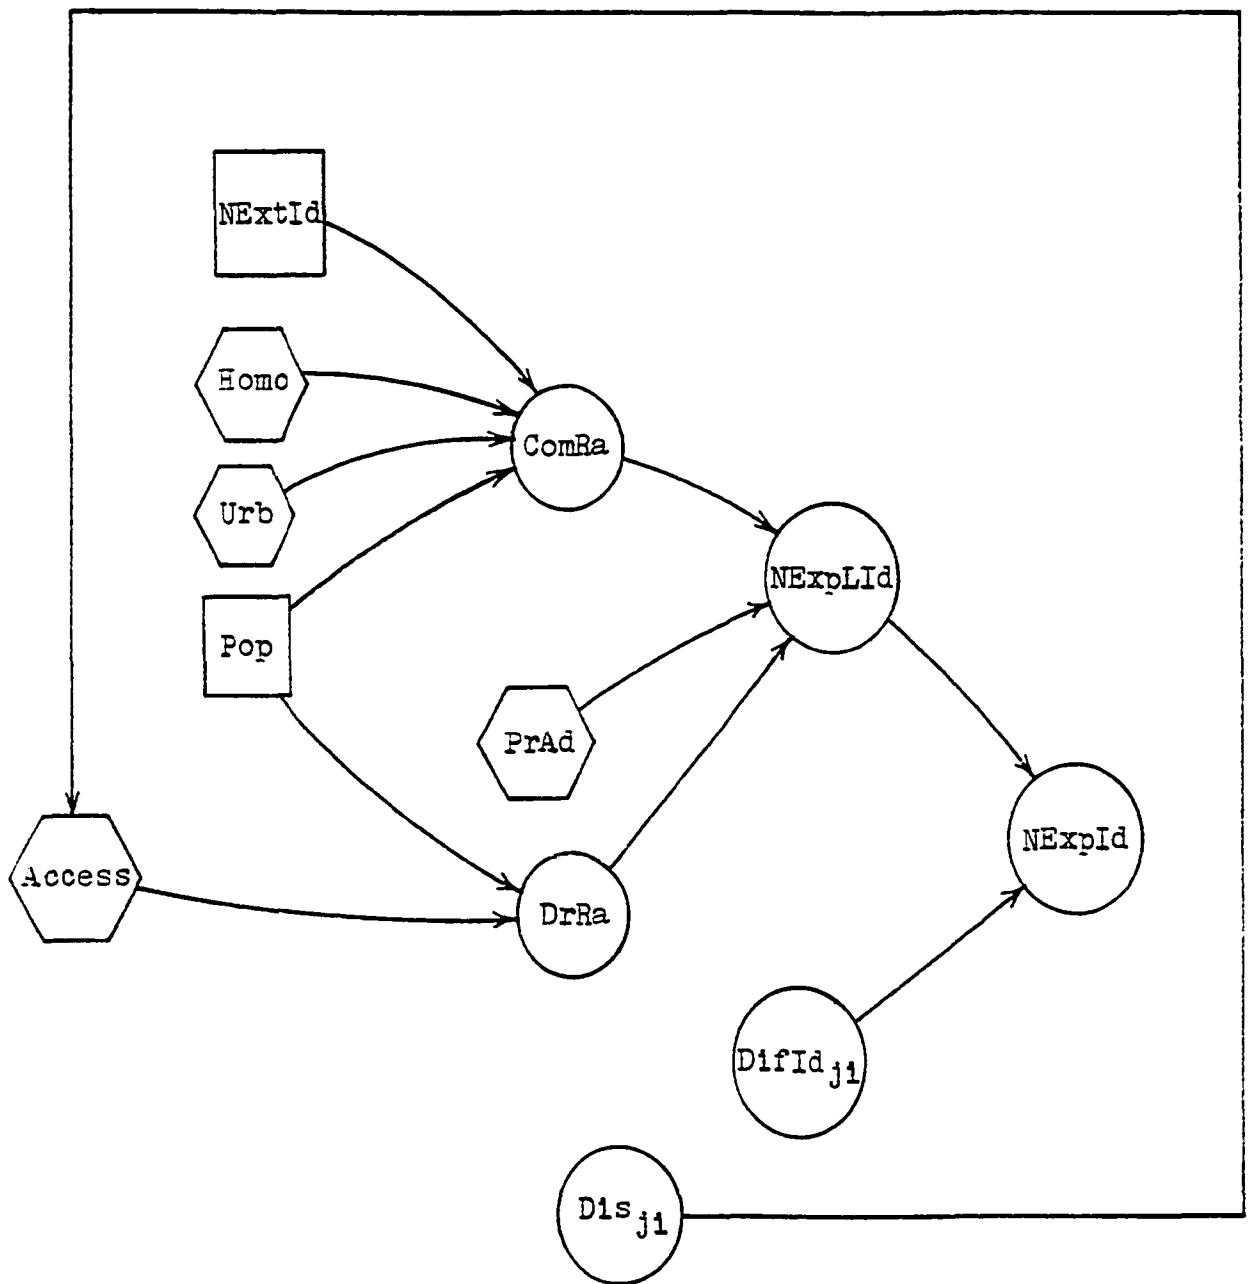 NExtId
Homo
Urb
Pop
ComRa
NExpLId
PrAd
NExpId
Access
DrRa
DifId ji
Dis ji